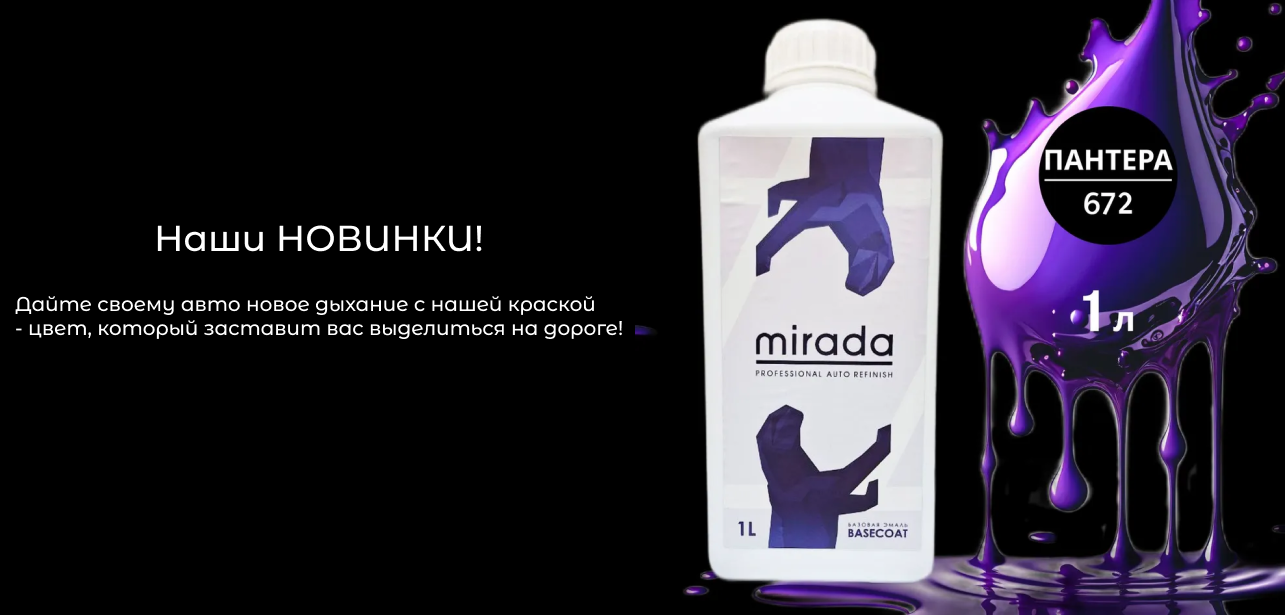 Наши НОВИНКИ!
Дайте своему авто новое дыхание с нашей краской
- цвет, который заставит вас выделиться на дороге!
mirada
PROFESSIONAL AUTO REFINISH
1L
БАЗОВАЯ ЭМАЛЬ
BASECOAT
ПАНТЕРА
672
1 л